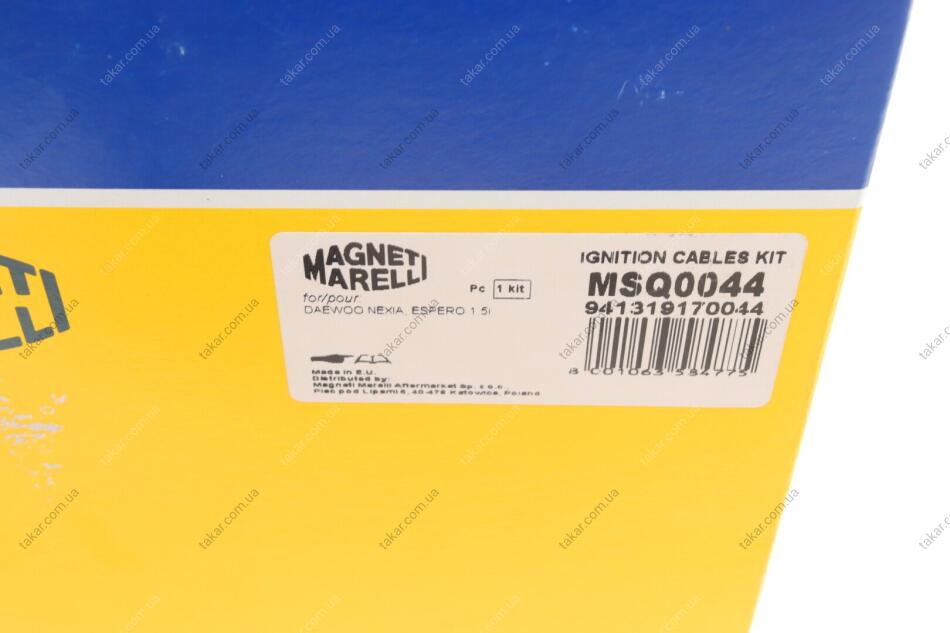 MAGNETI
MARELLI
for/pour:
DAEWOO NEXIA, ESPERO 1.5i
Pc 1 kit
Made in E.U.
Distributed by:
Magneti Marelli Aftermarket Sp. z o.o.
Plac pod Lipami 5, 40-476 Katowice, Poland
IGNITION CABLES KIT
MSQ0044
941319170044
takar.com.ua